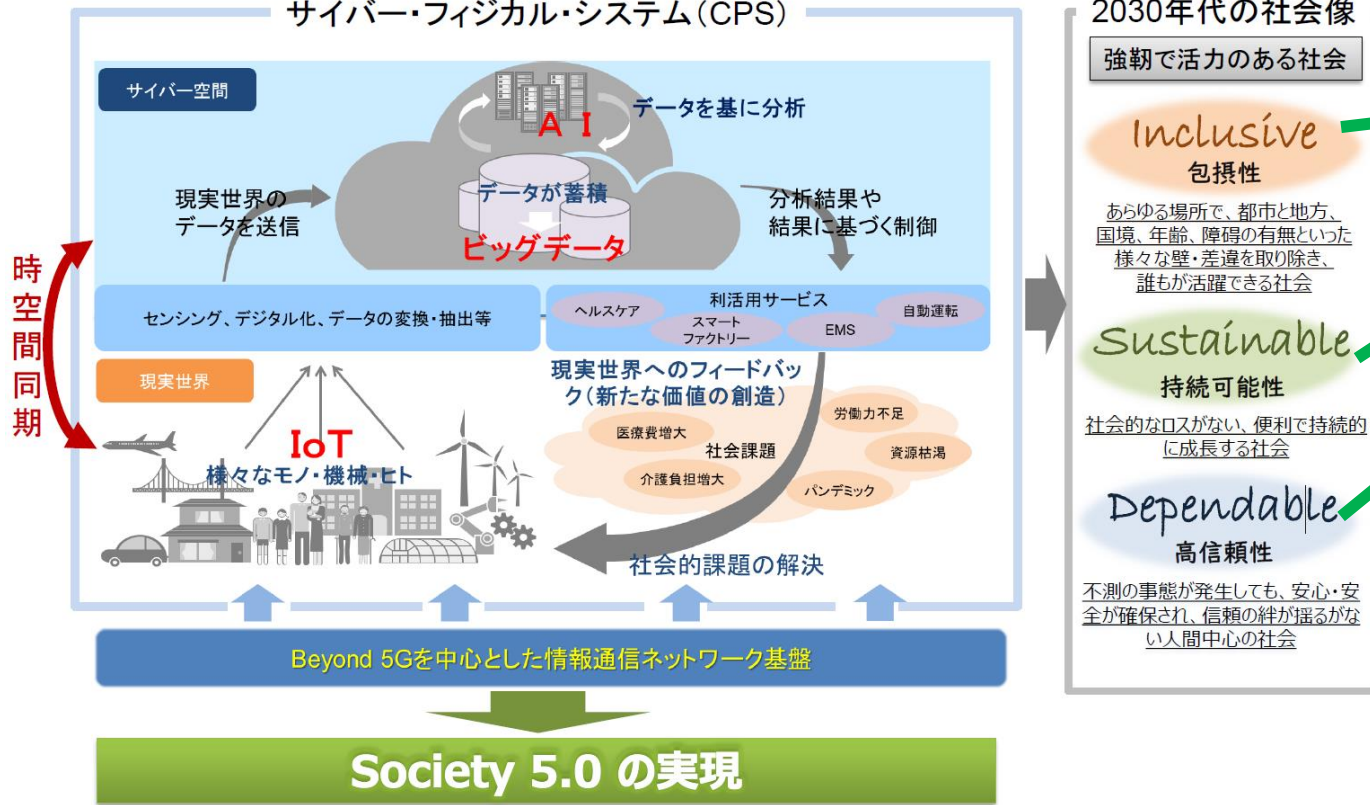 サイバー・フィジカル・システム（CPS）
サイバー空間
AI
データを基に分析
現実世界の
データを送信
データが蓄積
ビッグデータ
分析結果や
結果に基づく制御
時空間同期
センシング、デジタル化、データの変換・抽出等
利活用サービス
ヘルスケア
スマート
ファクトリー
EMS
自動運転
現実世界
IoT
様々なモノ・機械・ヒト
現実世界へのフィードバッ
ク（新たな価値の創造）
医療費増大
社会課題
介護負担増大
労働力不足
資源枯渇
パンデミック
社会的課題の解決
Beyond 5Gを中心とした情報通信ネットワーク基盤
Society 5.0 の実現
2030年代の社会像
強靭で活力のある社会
Inclusive
包摂性
あらゆる場所で、都市と地方、
国境、年齢、障碍の有無といった
様々な壁・差違を取り除き、
誰もが活躍できる社会
Sustainable
持続可能性
社会的なロスがない、便利で持続的
に成長する社会
Dependable
高信頼性
不測の事態が発生しても、安心・安
全が確保され、信頼の絆が揺るがな
い人間中心の社会